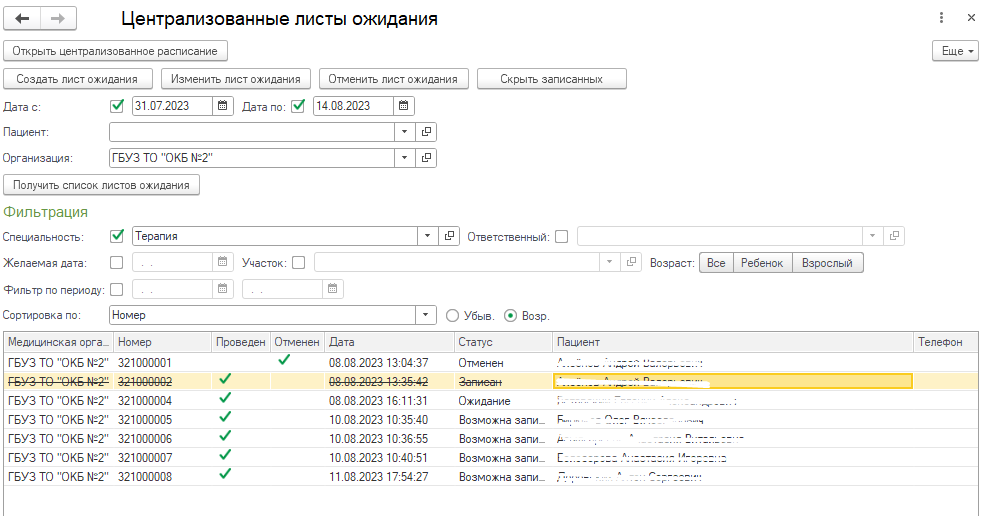 Централизованные листы ожидания
Открыть централизованное расписание
Еще
Создать лист ожидания Изменить лист ожидания Отменить лист ожидания Скрыть записанных
Дата с: 31.07.2023 Дата по: 14.08.2023
Пациент:
Организация: ГБУЗ ТО "ОКБ №2"
Получить список листов ожидания
Фильтрация
Специальность: Терапия Ответственный:
Желаемая дата: . . Участок: Возраст: Все Ребенок Взрослый
Фильтр по периоду: . . . .
Сортировка по: Номер Убыв. Возр.
Медицинская орга... Номер Проведен Отменен Дата Статус Пациент Телефон
ГБУЗ ТО "ОКБ №2" 321000001 08.08.2023 13:04:37 Отменен
ГБУЗ ТО "ОКБ №2" 321000002 08.08.2023 13:35:42 Записан
ГБУЗ ТО "ОКБ №2" 321000004 08.08.2023 16:11:31 Ожидание
ГБУЗ ТО "ОКБ №2" 321000005 10.08.2023 10:35:40 Возможна запи...
ГБУЗ ТО "ОКБ №2" 321000006 10.08.2023 10:36:55 Возможна запи...
ГБУЗ ТО "ОКБ №2" 321000007 10.08.2023 10:40:51 Возможна запи...
ГБУЗ ТО "ОКБ №2" 321000008 11.08.2023 17:54:27 Возможна запи...